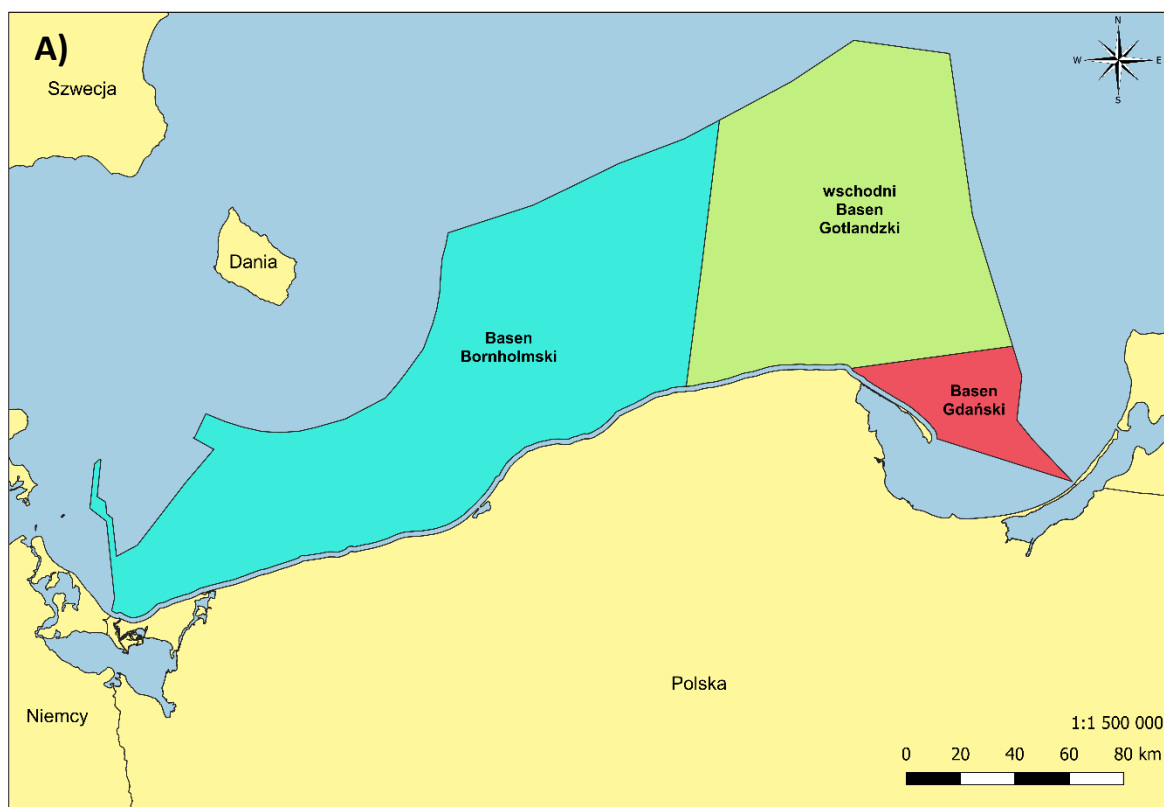 A)
Szwecja
N
W
E
S
wschodni
Basen
Gotlandzki
Dania
Basen
Bornholmski
Basen
Gdański
Polska
Niemcy
1:1 500 000
0 20 40 60 80 km